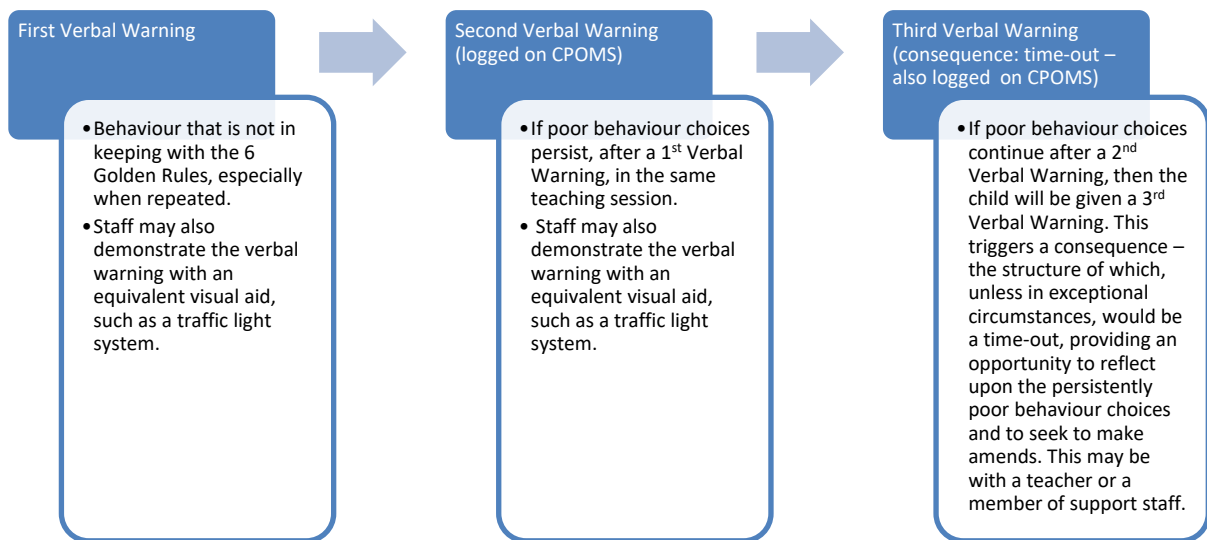 First Verbal Warning
•Behaviour that is not in
keeping with the 6
Golden Rules, especially
when repeated.
•Staff may also
demonstrate the verbal
warning with an
equivalent visual aid,
such as a traffic light
system.
Second Verbal Warning
(logged on CPOMS)
•If poor behaviour choices
persist, after a 1st Verbal
Warning, in the same
teaching session.
• Staff may also
demonstrate the verbal
warning with an
equivalent visual aid,
such as a traffic light
system.
Third Verbal Warning
(consequence: time-out –
also logged on CPOMS)
•If poor behaviour choices
continue after a 2nd
Verbal Warning, then the
child will be given a 3rd
Verbal Warning. This
triggers a consequence –
the structure of which,
unless in exceptional
circumstances, would be
a time-out, providing an
opportunity to reflect
upon the persistently
poor behaviour choices
and to seek to make
amends. This may be
with a teacher or a
member of support staff.